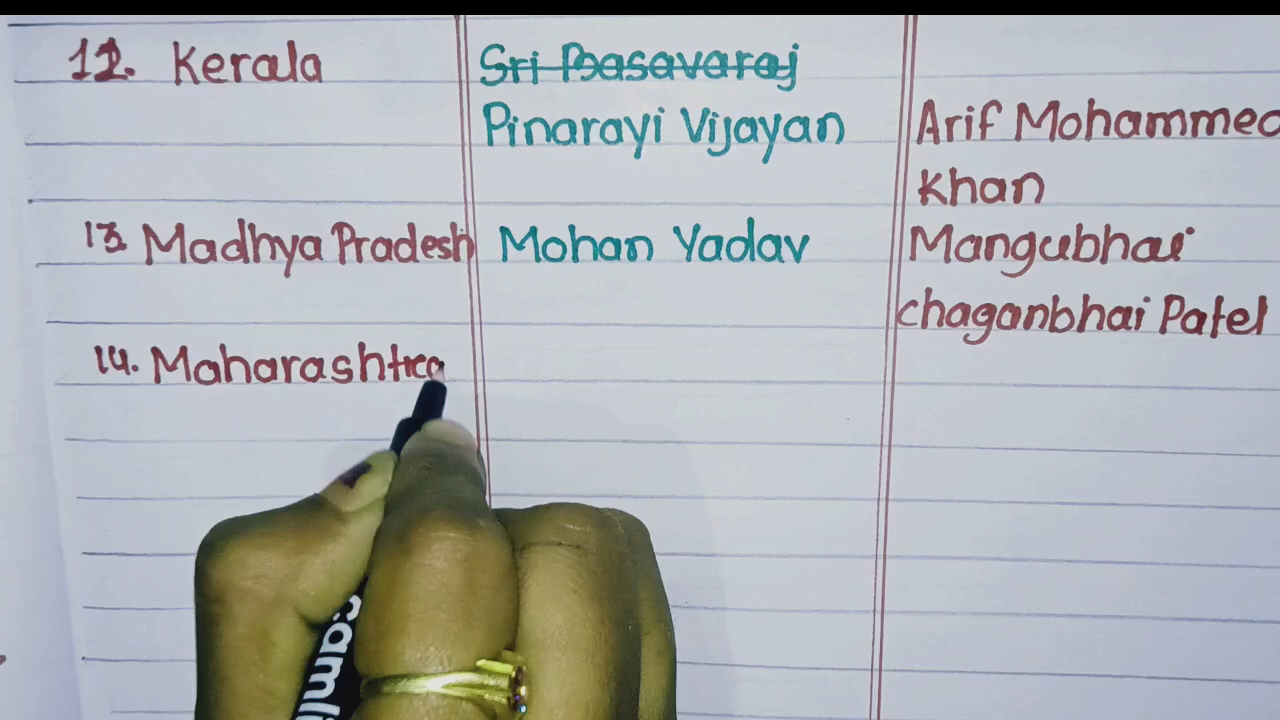 12. Kerala Sri Basavaraj
Pinarayi Vijayan Arif Mohammed
Khan
13 Madhya Pradesh Mohan Yadav Mangubhai
chaganbhai Patel
14. Maharashtra
camli